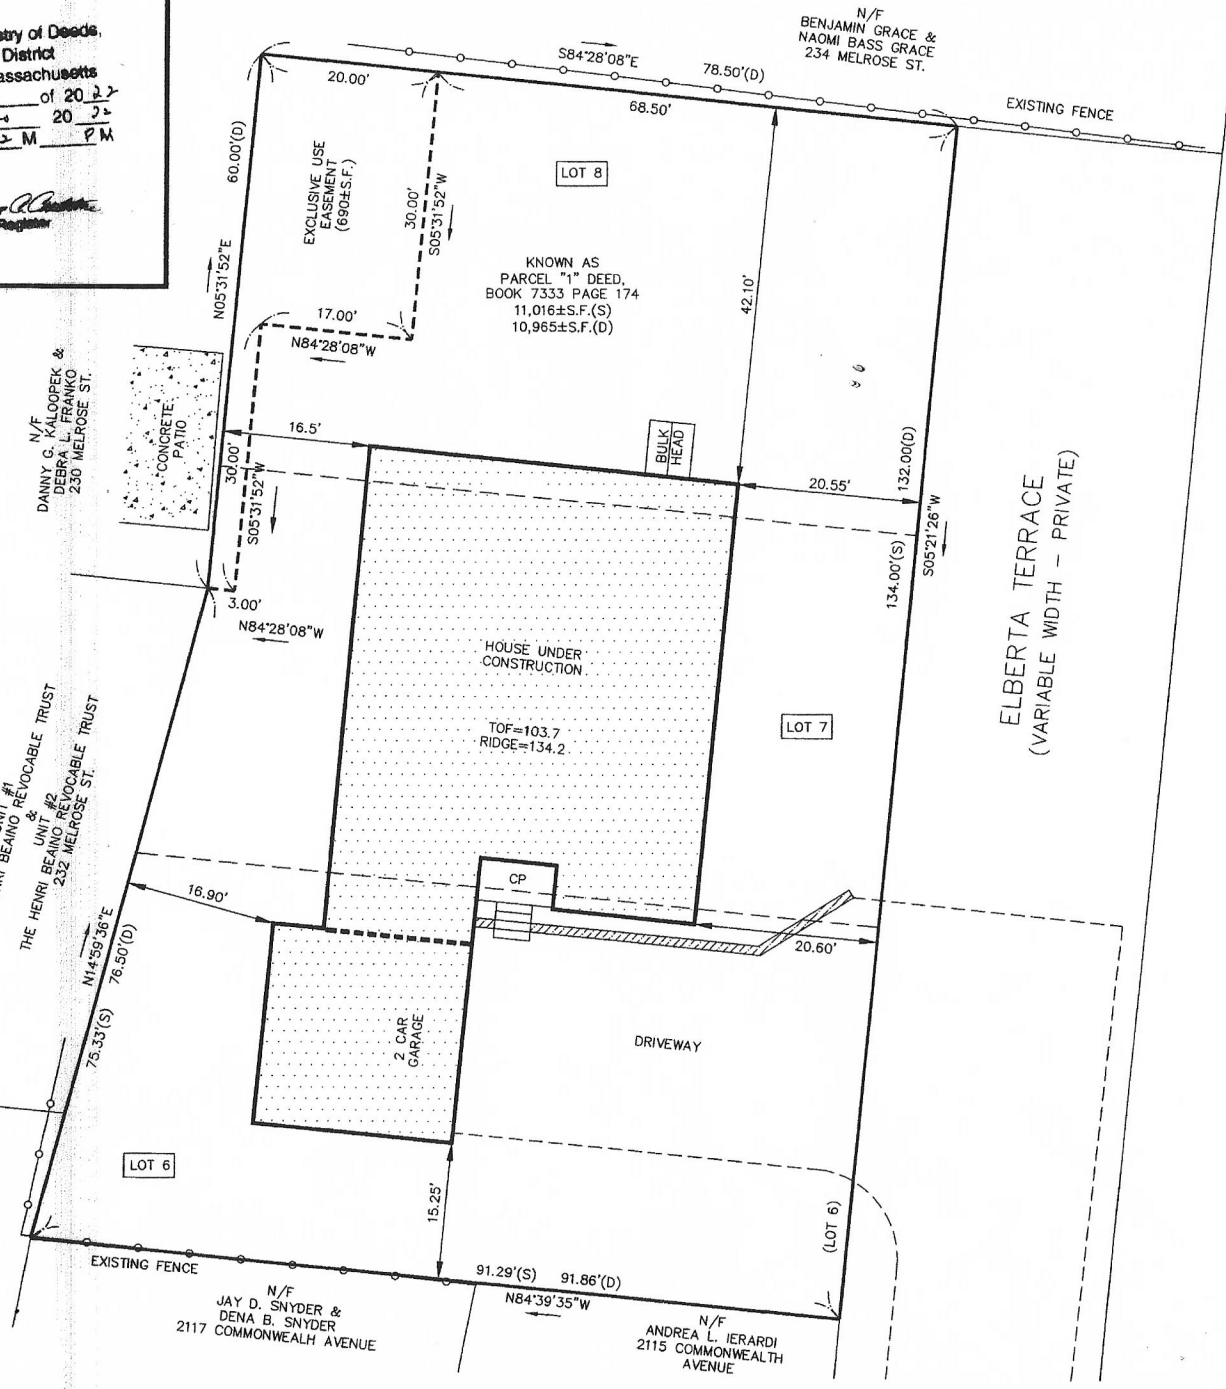 stry of Deeds,
District
assachusetts
of 20 22
20 22
M PM
Register
N/F
BENJAMIN GRACE &
NAOMI BASS GRACE
234 MELROSE ST.
S84°28'08"E
78.50'(D)
20.00'
68.50'
EXISTING FENCE
60.00'(D)
N05°31'52"E
EXCLUSIVE USE
EASEMENT
(690±S.F.)
30.00'
S05°31'52"W
LOT 8
KNOWN AS
PARCEL "1" DEED,
BOOK 7333 PAGE 174
11,016±S.F.(S)
10,965±S.F.(D)
42.10'
17.00'
N84°28'08"W
N/F
DANNY G. KALOOPEK &
DEBRA L. FRANKO
230 MELROSE ST.
CONCRETE
PATIO
16.5'
30.00'
S05°31'52"W
BULK
HEAD
20.55'
132.00(D)
134.00'(S)
S05°21'26"W
ELBERTA TERRACE
(VARIABLE WIDTH - PRIVATE)
3.00'
N84°28'08"W
HOUSE UNDER
CONSTRUCTION
TOF=103.7
RIDGE=134.2
LOT 7
UNIT #1
HENRI BEAINO REVOCABLE TRUST
&
UNIT #2
THE HENRI BEAINO REVOCABLE TRUST
232 MELROSE ST.
16.90'
CP
20.60'
N14°59'36"E
76.50'(D)
75.33'(S)
2 CAR
GARAGE
DRIVEWAY
LOT 6
15.25'
(LOT 6)
EXISTING FENCE
91.29'(S) 91.86'(D)
N84°39'35"W
N/F
JAY D. SNYDER &
DENA B. SNYDER
2117 COMMONWEALH AVENUE
N/F
ANDREA L. IERARDI
2115 COMMONWEALTH
AVENUE